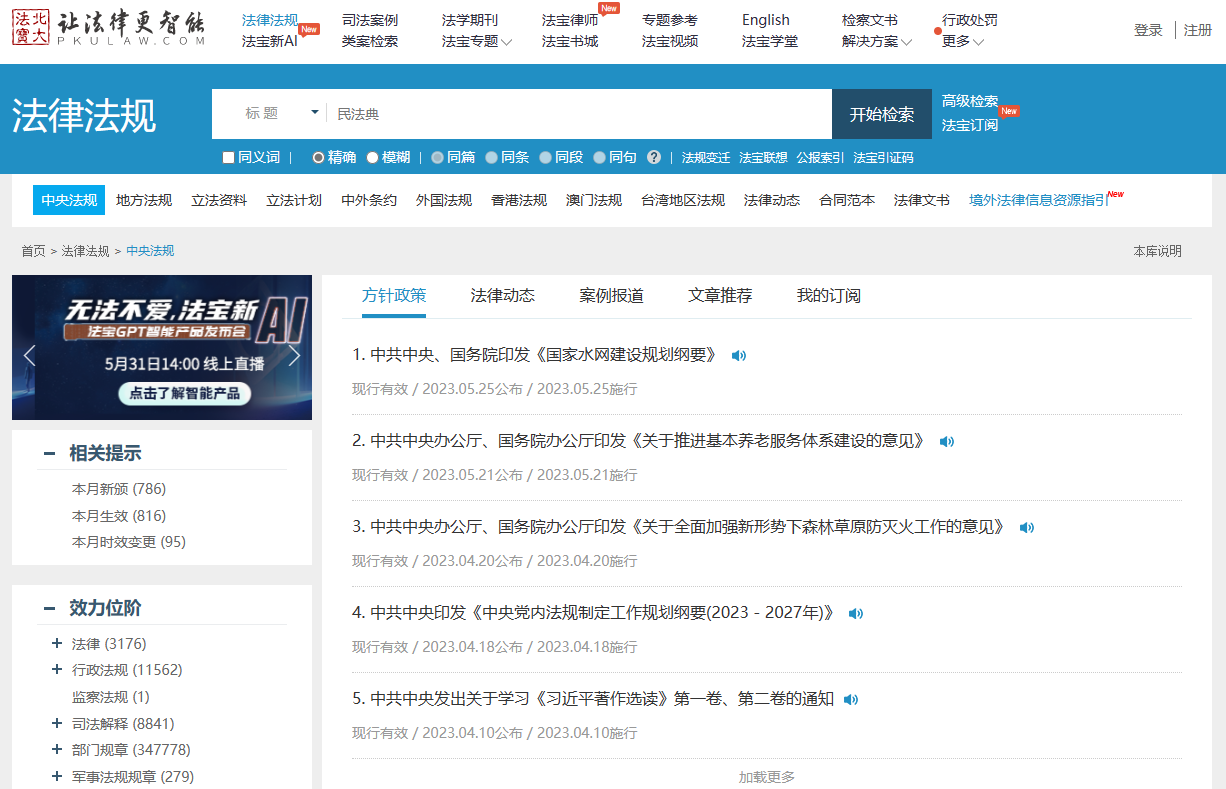 法北寶大 让法律更智能
PKULAW.COM
法律法规 司法案例 法学期刊 法宝律师 New 专题参考 English 检察文书 行政处罚
法宝新AI New 类案检索 法宝专题 法宝书城 法宝视频 法宝学堂 解决方案 更多
登录 | 注册
法律法规
标 题 民法典 开始检索
高级检索
法宝订阅 New
同义词 | 精确 模糊 | 同篇 同条 同段 同句 ? | 法规变迁 法宝联想 公报索引 法宝引证码
中央法规 地方法规 立法资料 立法计划 中外条约 外国法规 香港法规 澳门法规 台湾地区法规 法律动态 合同范本 法律文书 境外法律信息资源指引 New
首页 > 法律法规 > 中央法规 本库说明
无法不爱,法宝新AI
法宝GPT智能产品发布会
5月31日14:00 线上直播
点击了解智能产品
相关提示
本月新颁 (786)
本月生效 (816)
本月时效变更 (95)
效力位阶
法律 (3176)
行政法规 (11562)
监察法规 (1)
司法解释 (8841)
部门规章 (347778)
军事法规规章 (279)
方针政策 法律动态 案例报道 文章推荐 我的订阅
1. 中共中央、国务院印发《国家水网建设规划纲要》
现行有效 / 2023.05.25公布 / 2023.05.25施行
2. 中共中央办公厅、国务院办公厅印发《关于推进基本养老服务体系建设的意见》
现行有效 / 2023.05.21公布 / 2023.05.21施行
3. 中共中央办公厅、国务院办公厅印发《关于全面加强新形势下森林草原防灭火工作的意见》
现行有效 / 2023.04.20公布 / 2023.04.20施行
4. 中共中央印发《中央党内法规制定工作规划纲要(2023－2027年)》
现行有效 / 2023.04.18公布 / 2023.04.18施行
5. 中共中央发出关于学习《习近平著作选读》第一卷、第二卷的通知
现行有效 / 2023.04.10公布 / 2023.04.10施行
加载更多